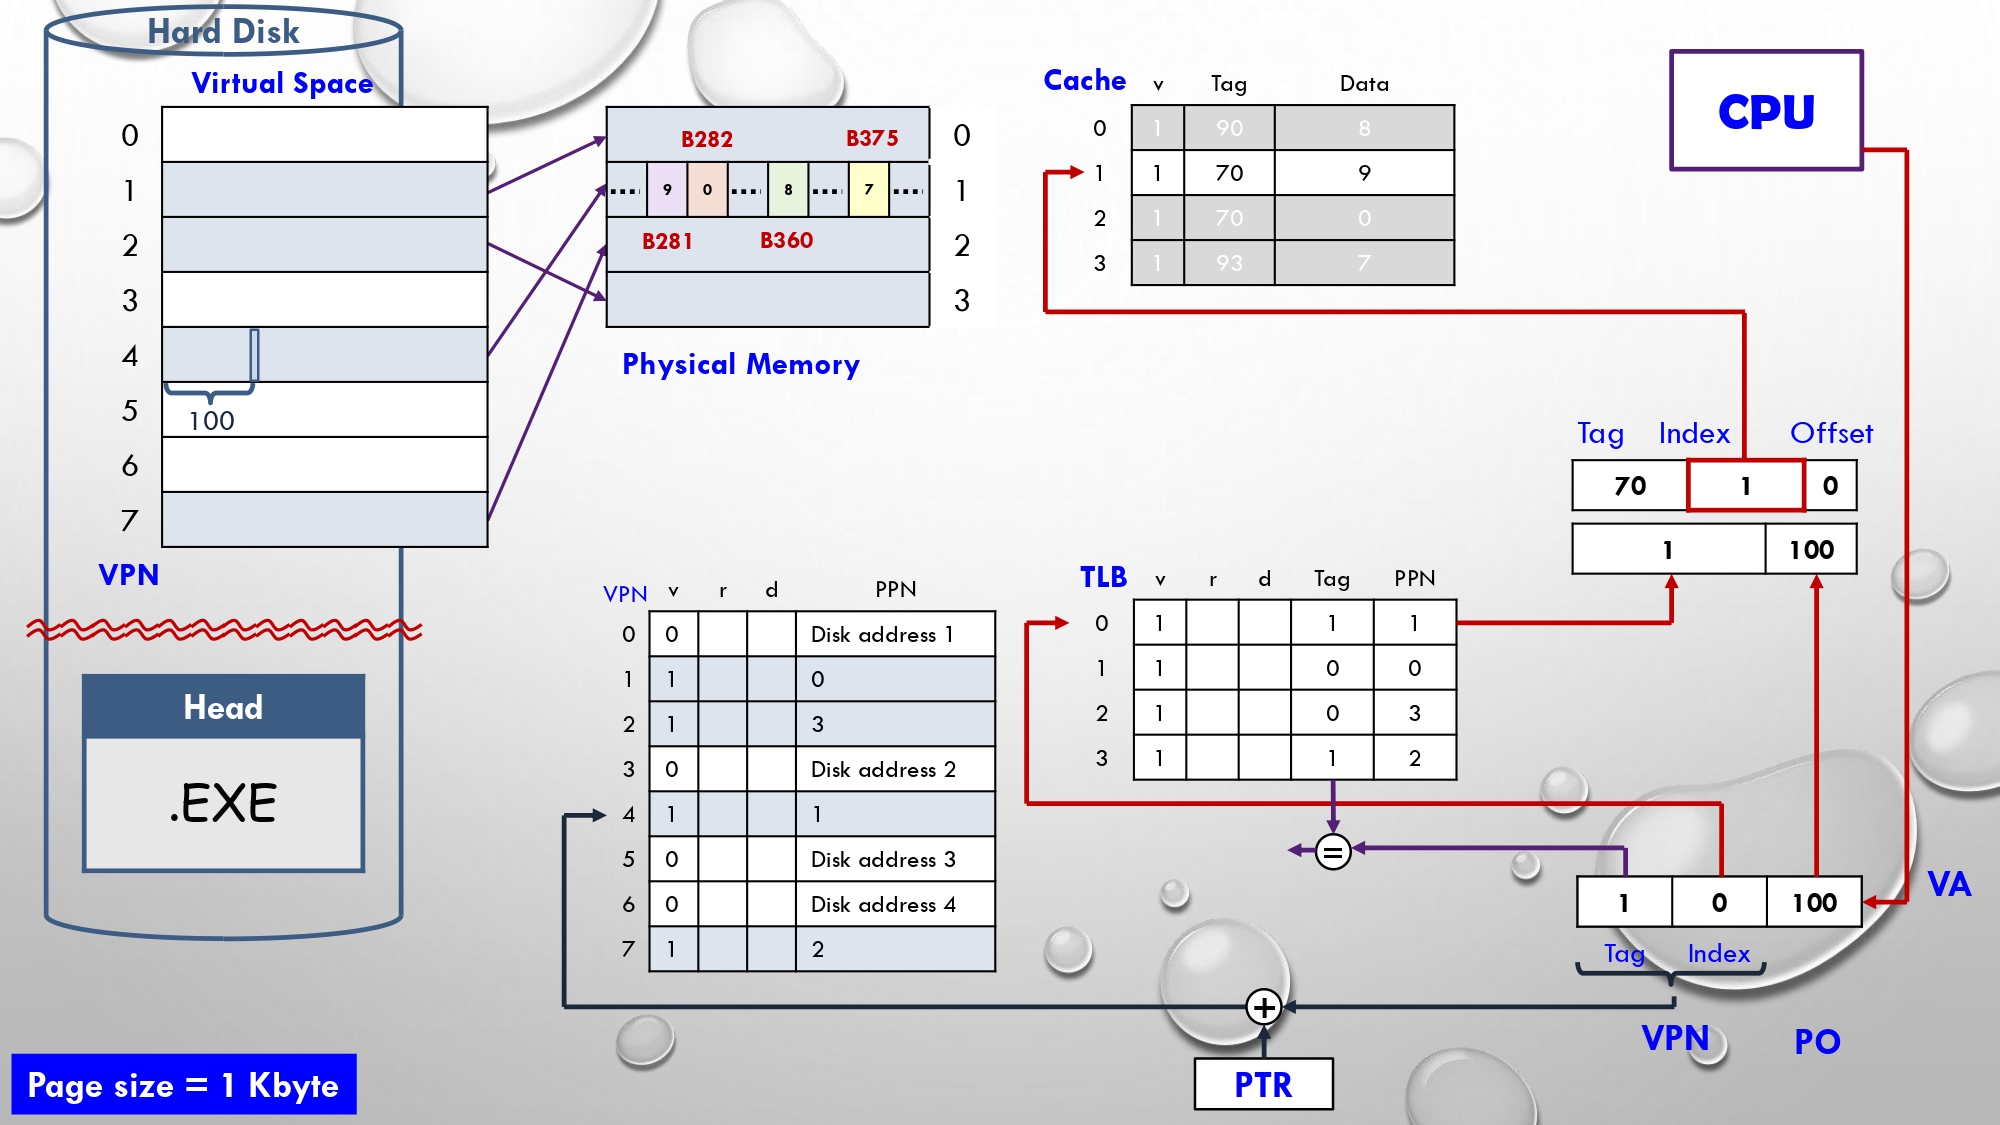 Hard Disk
Virtual Space
0
1
2
3
4
5
6
7
100
VPN
Head
.EXE
Page size = 1 Kbyte
B282 B375
.... 9 0 .... 8 .... 7 ....
B281 B360
0
1
2
3
Physical Memory
Cache v Tag Data
0 1 90 8
1 1 70 9
2 1 70 0
3 1 93 7
CPU
Tag Index Offset
70 1 0
1 100
VPN v r d PPN
0 0 Disk address 1
1 1 0
2 1 3
3 0 Disk address 2
4 1 1
5 0 Disk address 3
6 0 Disk address 4
7 1 2
TLB v r d Tag PPN
0 1 1 1
1 1 0 0
2 1 0 3
3 1 1 2
=
1 0 100
VA
Tag Index
+
VPN PO
PTR